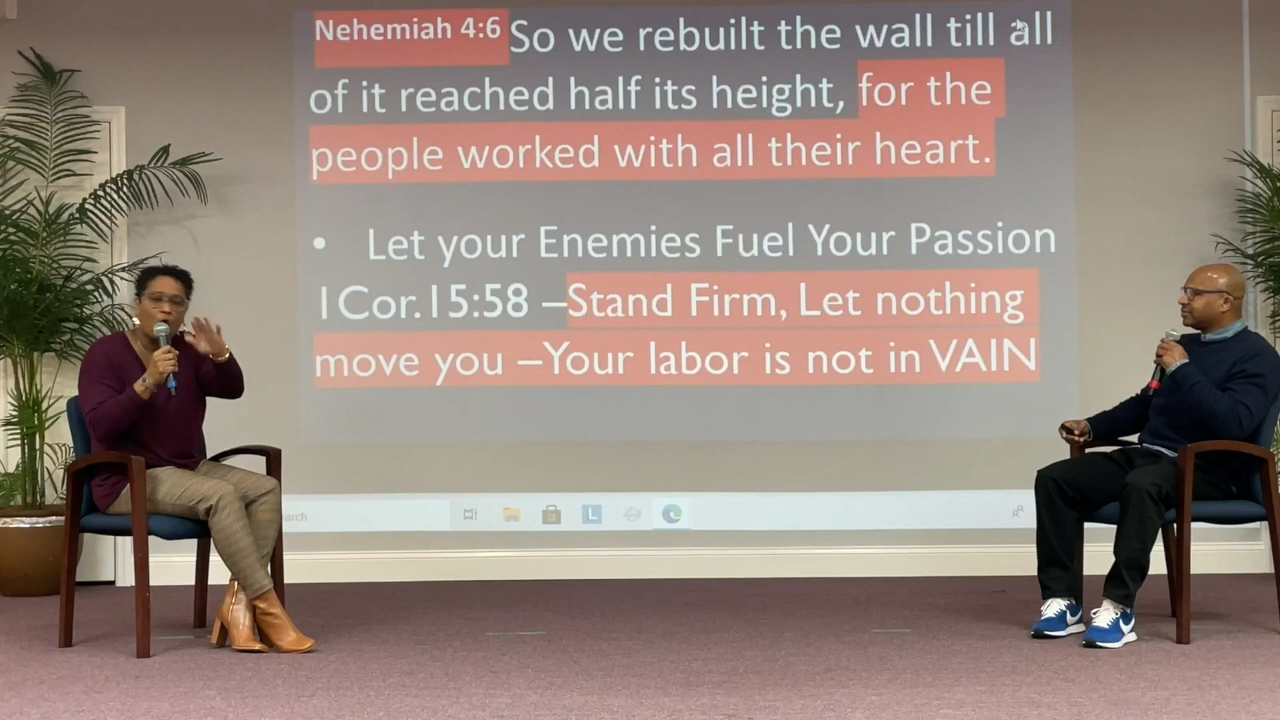 Nehemiah 4:6 So we rebuilt the wall till all
of it reached half its height, for the
people worked with all their heart.
• Let your Enemies Fuel Your Passion
1Cor.15:58 –Stand Firm, Let nothing
move you –Your labor is not in VAIN
arch
L